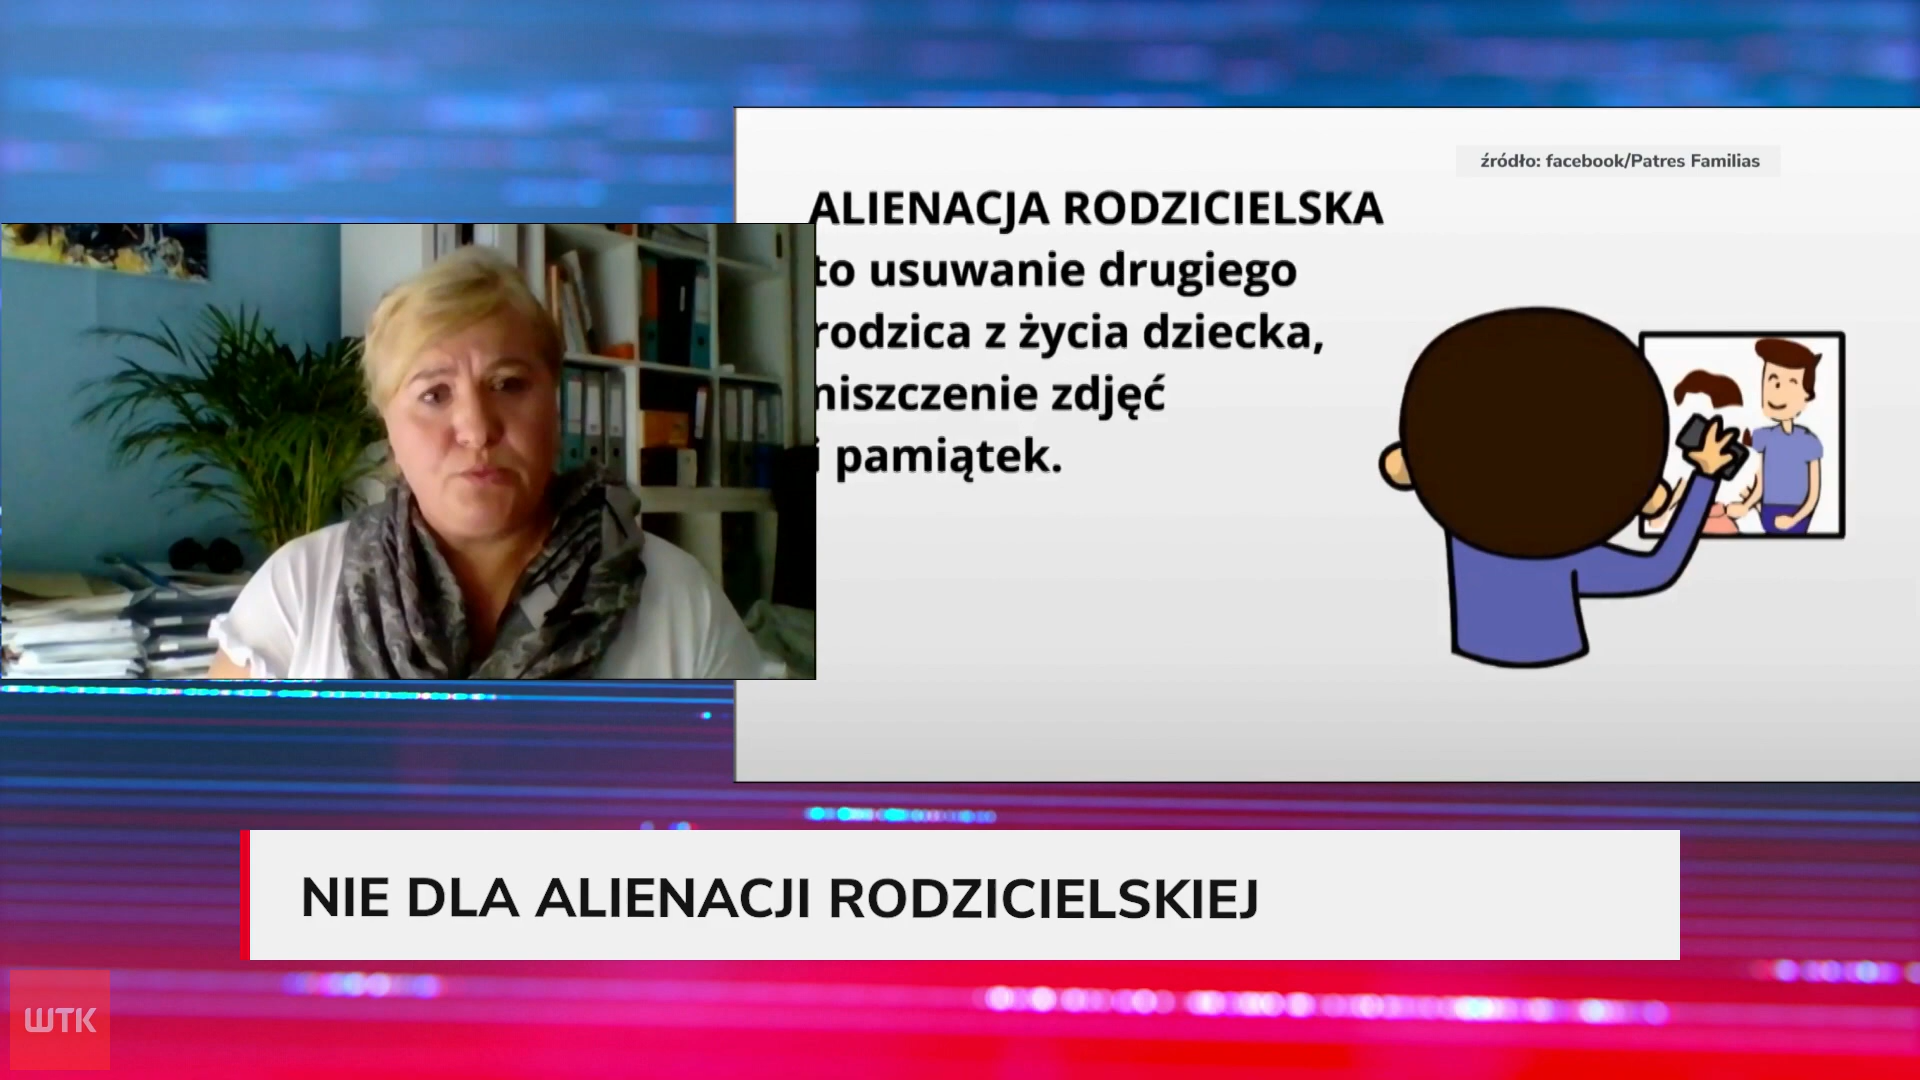 źródło: facebook/Patres Familias
ALIENACJA RODZICIELSKA
to usuwanie drugiego
rodzica z życia dziecka,
niszczenie zdjęć
i pamiątek.
NIE DLA ALIENACJI RODZICIELSKIEJ
WTK